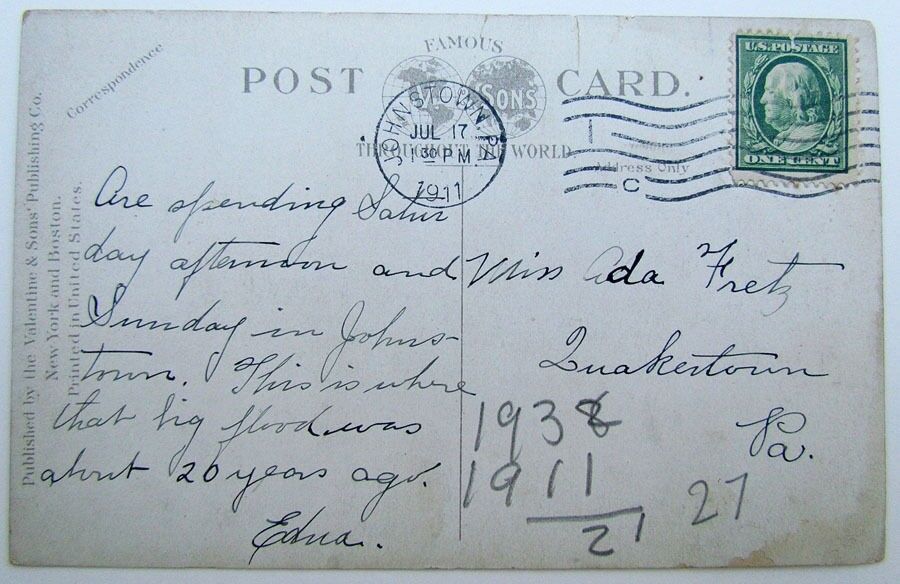 FAMOUS
POST CARD.
SONS
THROUGHOUT THE WORLD
Address Only
Correspondence
Published by the Valentine & Sons' Publishing Co.
New York and Boston.
Printed in United States.
JOHNSTOWN, PA
JUL 17
30 P M
1911
C
U.S. POSTAGE
ONE CENT
Are spending Satur
day afternoon and
Sunday in Johns-
town. This is where
that big flood was
about 20 years ago.
Edna.
Miss Ada Fretz
Quakertown
Pa.
1938
1911
27
27